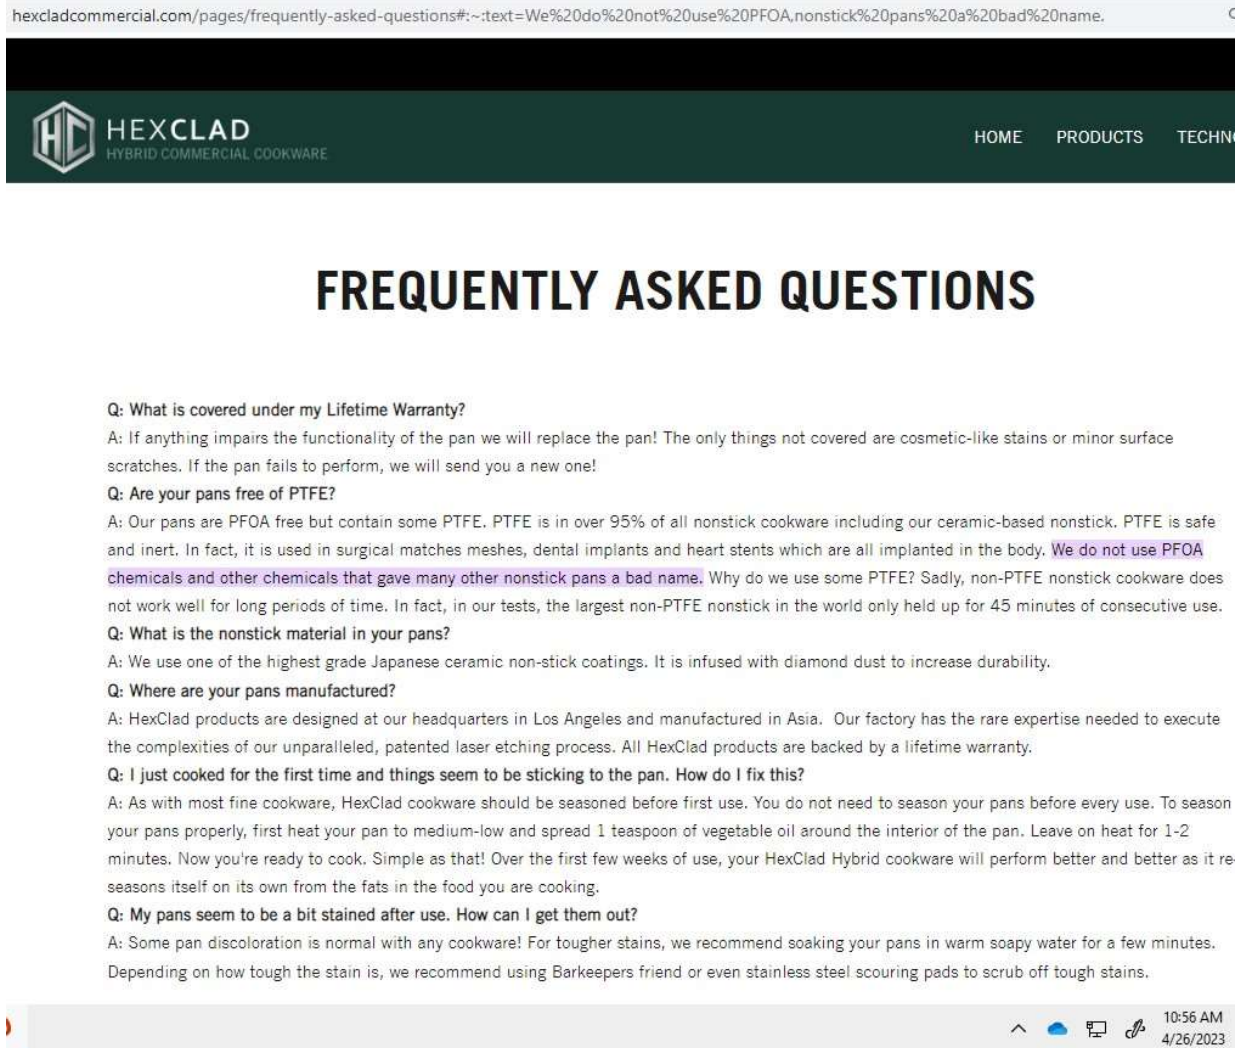 hexcladcommercial.com/pages/frequently-asked-questions#:~:text=We%20do%20not%20use%20PFOA,nonstick%20pans%20a%20bad%20name.
HC HEXCLAD
HYBRID COMMERCIAL COOKWARE
HOME PRODUCTS TECHN
FREQUENTLY ASKED QUESTIONS
Q: What is covered under my Lifetime Warranty?
A: If anything impairs the functionality of the pan we will replace the pan! The only things not covered are cosmetic-like stains or minor surface
scratches. If the pan fails to perform, we will send you a new one!
Q: Are your pans free of PTFE?
A: Our pans are PFOA free but contain some PTFE. PTFE is in over 95% of all nonstick cookware including our ceramic-based nonstick. PTFE is safe
and inert. In fact, it is used in surgical matches meshes, dental implants and heart stents which are all implanted in the body. We do not use PFOA
chemicals and other chemicals that gave many other nonstick pans a bad name. Why do we use some PTFE? Sadly, non-PTFE nonstick cookware does
not work well for long periods of time. In fact, in our tests, the largest non-PTFE nonstick in the world only held up for 45 minutes of consecutive use.
Q: What is the nonstick material in your pans?
A: We use one of the highest grade Japanese ceramic non-stick coatings. It is infused with diamond dust to increase durability.
Q: Where are your pans manufactured?
A: HexClad products are designed at our headquarters in Los Angeles and manufactured in Asia. Our factory has the rare expertise needed to execute
the complexities of our unparalleled, patented laser etching process. All HexClad products are backed by a lifetime warranty.
Q: I just cooked for the first time and things seem to be sticking to the pan. How do I fix this?
A: As with most fine cookware, HexClad cookware should be seasoned before first use. You do not need to season your pans before every use. To season
your pans properly, first heat your pan to medium-low and spread 1 teaspoon of vegetable oil around the interior of the pan. Leave on heat for 1-2
minutes. Now you're ready to cook. Simple as that! Over the first few weeks of use, your HexClad Hybrid cookware will perform better and better as it re-
seasons itself on its own from the fats in the food you are cooking.
Q: My pans seem to be a bit stained after use. How can I get them out?
A: Some pan discoloration is normal with any cookware! For tougher stains, we recommend soaking your pans in warm soapy water for a few minutes.
Depending on how tough the stain is, we recommend using Barkeepers friend or even stainless steel scouring pads to scrub off tough stains.
10:56 AM
4/26/2023